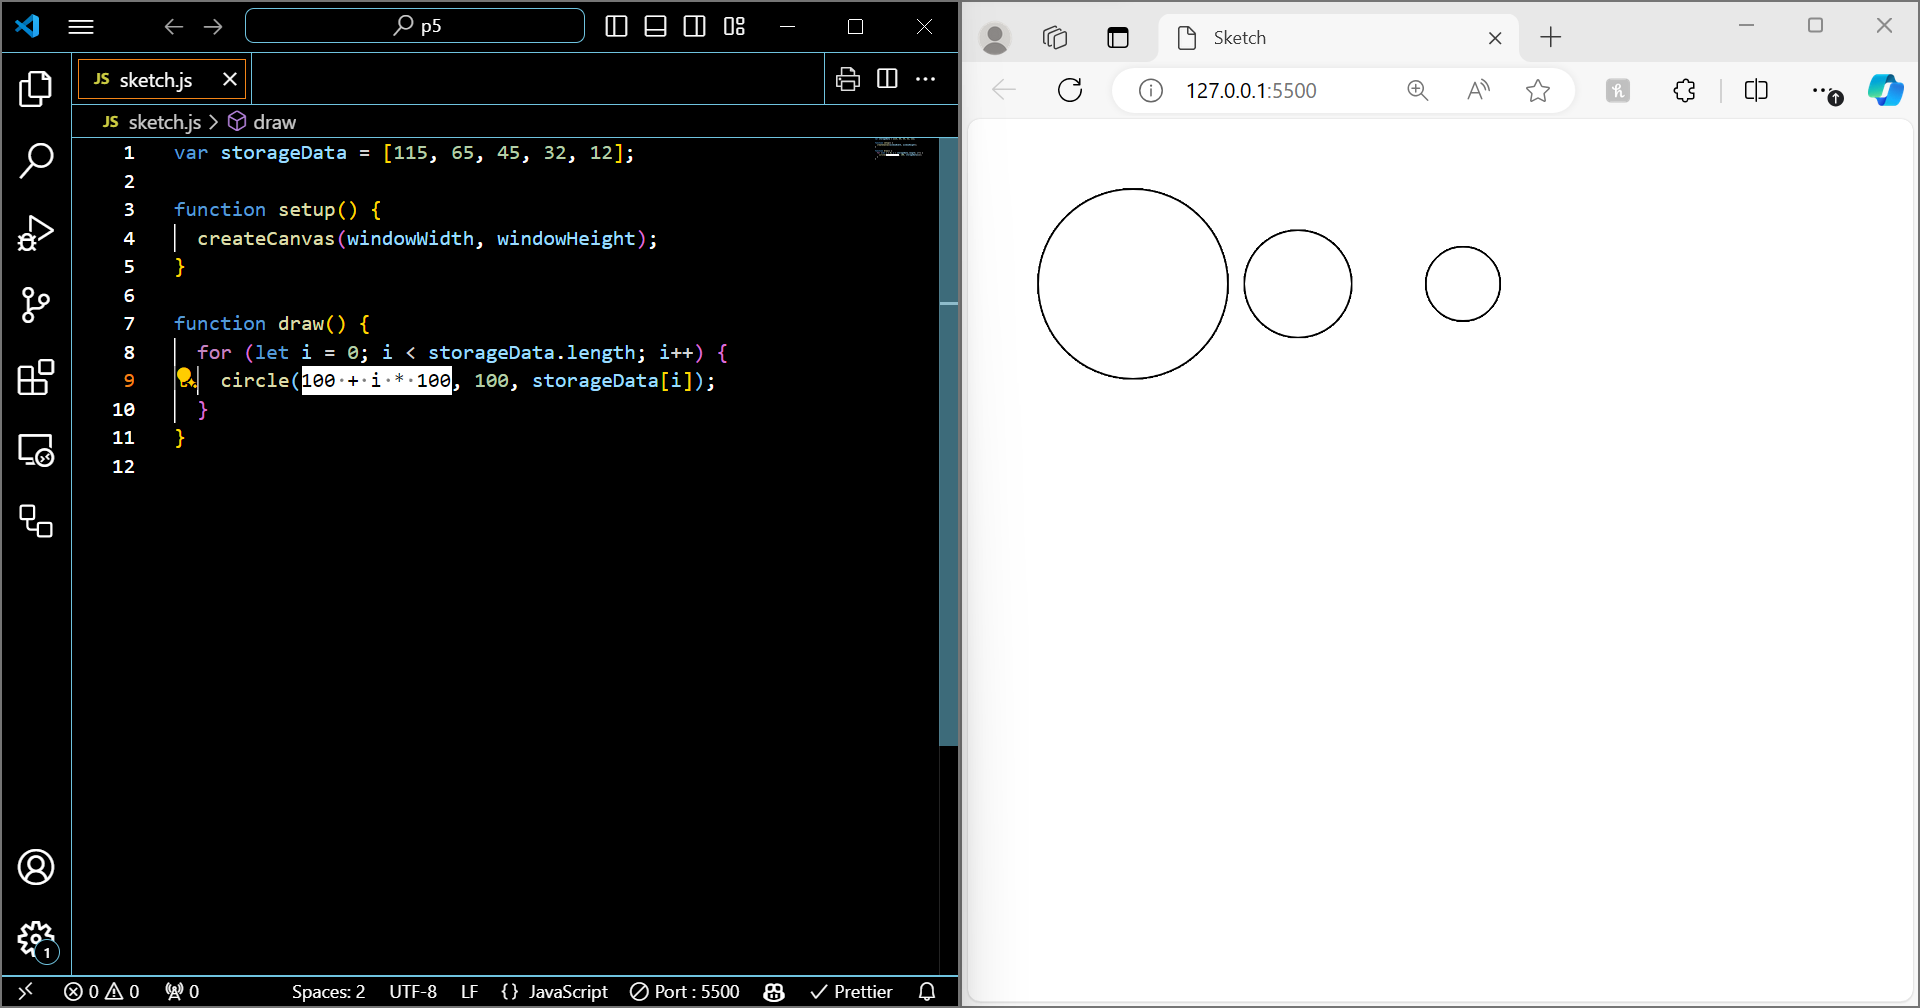 p5
JS sketch.js
JS sketch.js > draw
1 var storageData = [115, 65, 45, 32, 12];
2
3 function setup() {
4 createCanvas(windowWidth, windowHeight);
5 }
6
7 function draw() {
8 for (let i = 0; i < storageData.length; i++) {
9 circle(100 + i * 100, 100, storageData[i]);
10 }
11 }
12
1
0 0 0 Spaces: 2 UTF-8 LF {} JavaScript Port : 5500 Prettier
Sketch
127.0.0.1:5500